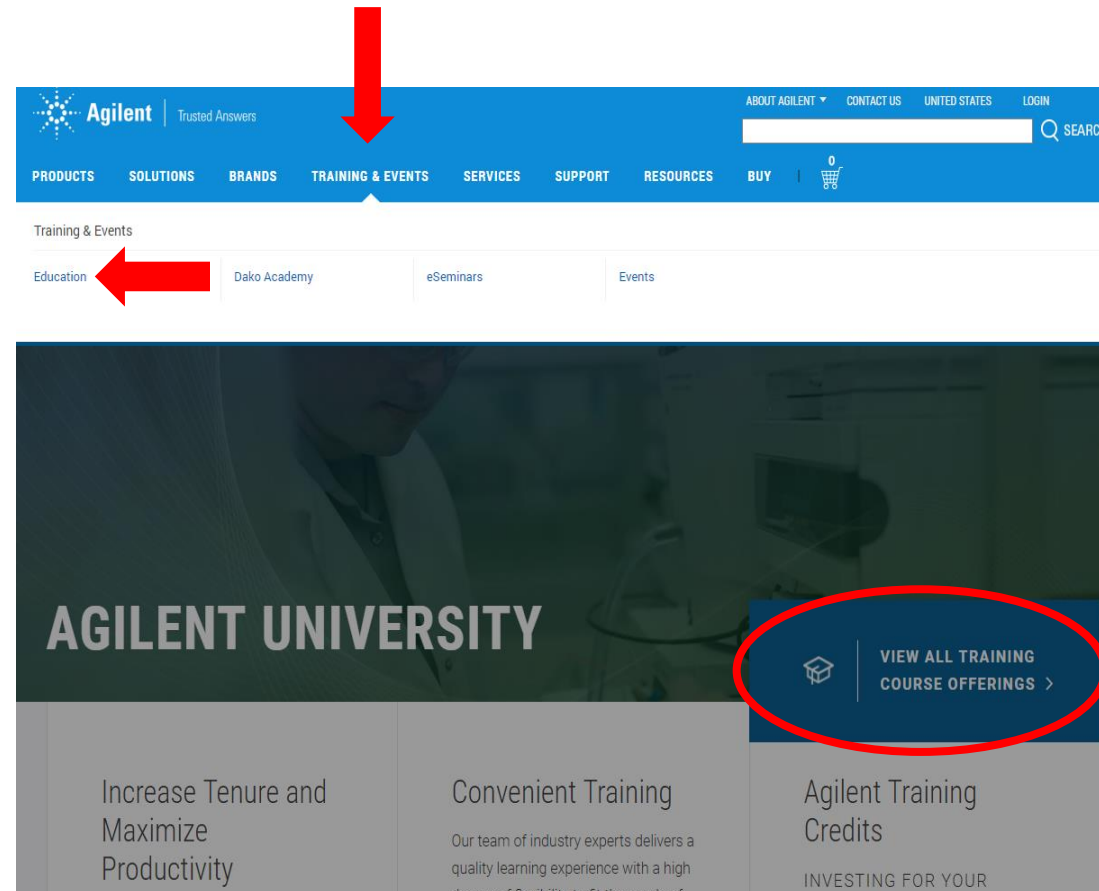 Agilent | Trusted Answers
ABOUT AGILENT CONTACT US UNITED STATES LOGIN
SEARC
PRODUCTS SOLUTIONS BRANDS TRAINING & EVENTS SERVICES SUPPORT RESOURCES BUY | 0
Training & Events
Education Dako Academy eSeminars Events
AGILENT UNIVERSITY
VIEW ALL TRAINING
COURSE OFFERINGS >
Increase Tenure and
Maximize
Productivity
Convenient Training
Our team of industry experts delivers a
quality learning experience with a high
Agilent Training
Credits
INVESTING FOR YOUR